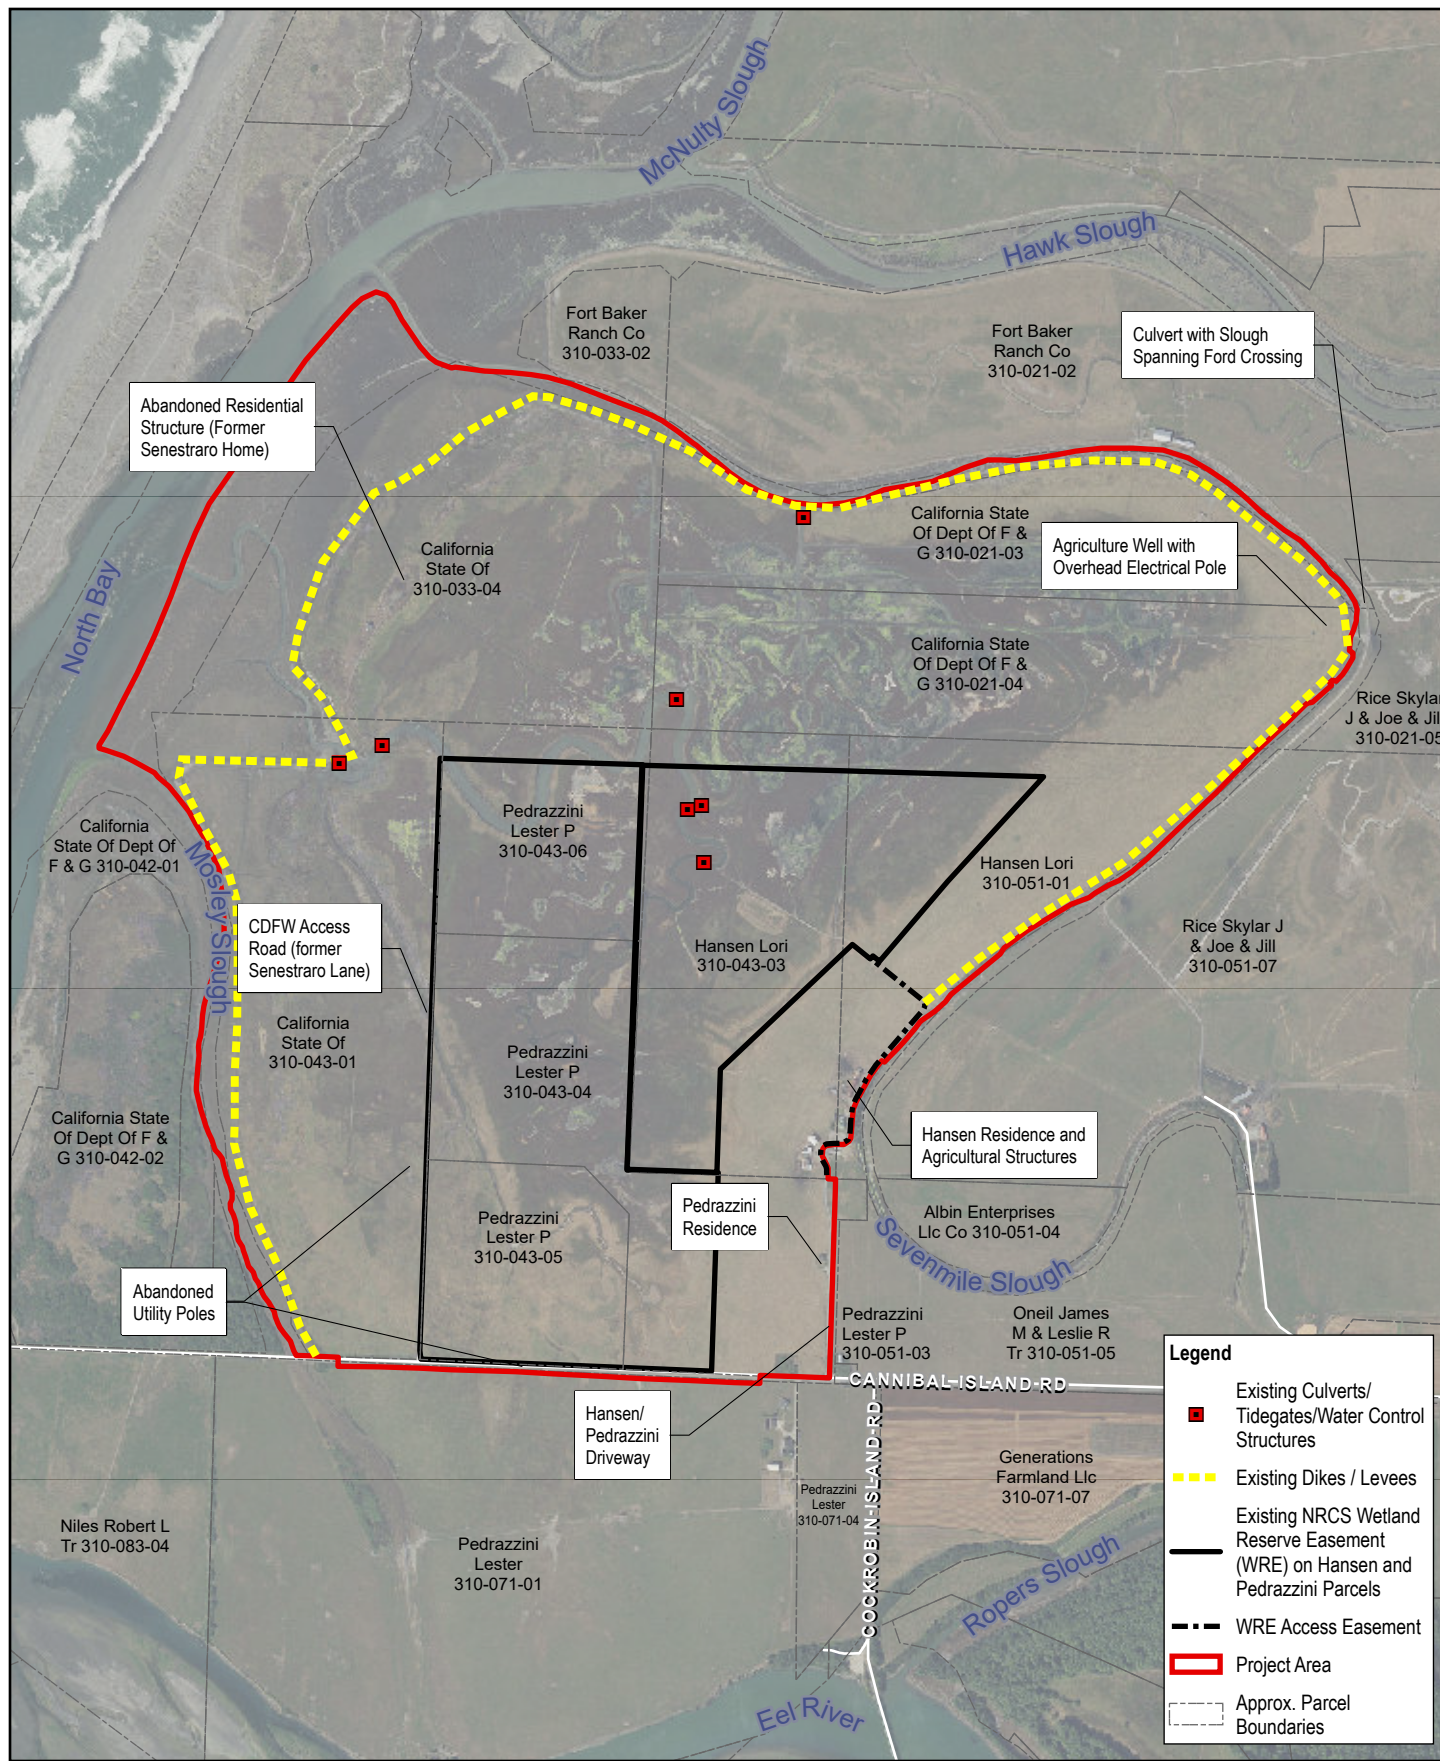 McNulty Slough
Hawk Slough
Fort Baker
Ranch Co
310-033-02
Fort Baker
Ranch Co
310-021-02
Culvert with Slough
Spanning Ford Crossing
Abandoned Residential
Structure (Former
Senestraro Home)
California
State Of
310-033-04
California State
Of Dept Of F &
G 310-021-03
Agriculture Well with
Overhead Electrical Pole
North Bay
California State
Of Dept Of F &
G 310-021-04
Rice Skylar
J & Joe & Jill
310-021-05
California
State Of Dept Of
F & G 310-042-01
Mosley Slough
Pedrazzini
Lester P
310-043-06
Hansen Lori
310-051-01
CDFW Access
Road (former
Senestraro Lane)
Hansen Lori
310-043-03
Rice Skylar J
& Joe & Jill
310-051-07
California
State Of
310-043-01
Pedrazzini
Lester P
310-043-04
California State
Of Dept Of F &
G 310-042-02
Hansen Residence and
Agricultural Structures
Pedrazzini
Residence
Pedrazzini
Lester P
310-043-05
Albin Enterprises
Llc Co 310-051-04
Sevenmile Slough
Abandoned
Utility Poles
Pedrazzini
Lester P
310-051-03
Oneil James
M & Leslie R
Tr 310-051-05
CANNIBAL ISLAND RD
Hansen/
Pedrazzini
Driveway
COCKROBIN ISLAND RD
Generations
Farmland Llc
310-071-07
Pedrazzini
Lester
310-071-04
Niles Robert L
Tr 310-083-04
Pedrazzini
Lester
310-071-01
Ropers Slough
Eel River
Legend
Existing Culverts/
Tidegates/Water Control
Structures
Existing Dikes / Levees
Existing NRCS Wetland
Reserve Easement
(WRE) on Hansen and
Pedrazzini Parcels
WRE Access Easement
Project Area
Approx. Parcel
Boundaries